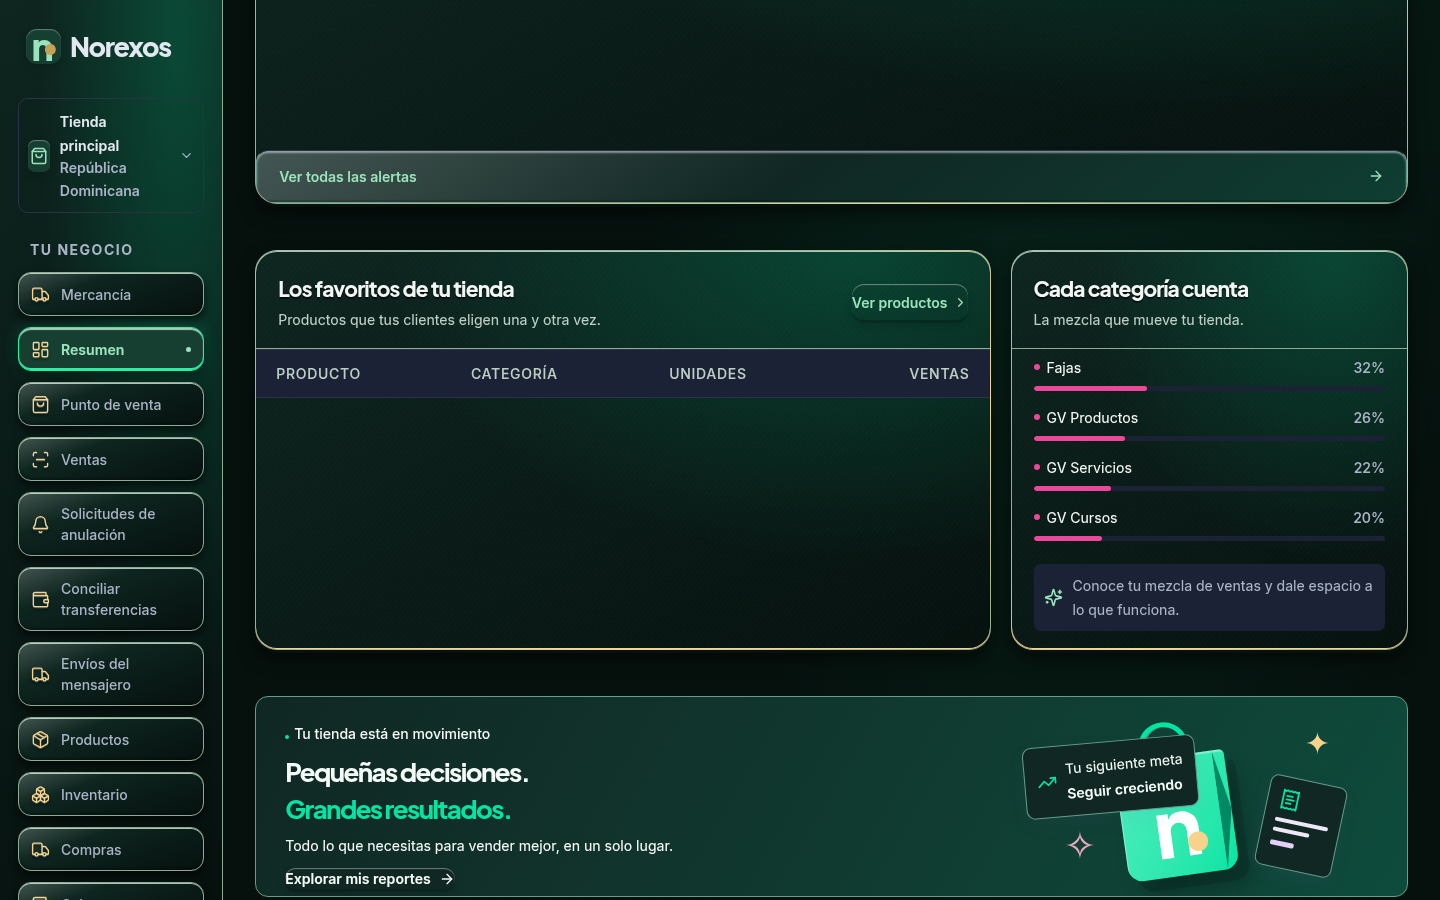 Norexos
Tienda
principal
República
Dominicana
TU NEGOCIO
Mercancía
Resumen
Punto de venta
Ventas
Solicitudes de
anulación
Conciliar
transferencias
Envíos del
mensajero
Productos
Inventario
Compras
Ver todas las alertas
Los favoritos de tu tienda
Productos que tus clientes eligen una y otra vez.
Ver productos
PRODUCTO CATEGORÍA UNIDADES VENTAS
Cada categoría cuenta
La mezcla que mueve tu tienda.
Fajas 32%
GV Productos 26%
GV Servicios 22%
GV Cursos 20%
Conoce tu mezcla de ventas y dale espacio a
lo que funciona.
Tu tienda está en movimiento
Pequeñas decisiones.
Grandes resultados.
Todo lo que necesitas para vender mejor, en un solo lugar.
Explorar mis reportes
Tu siguiente meta
Seguir creciendo
n